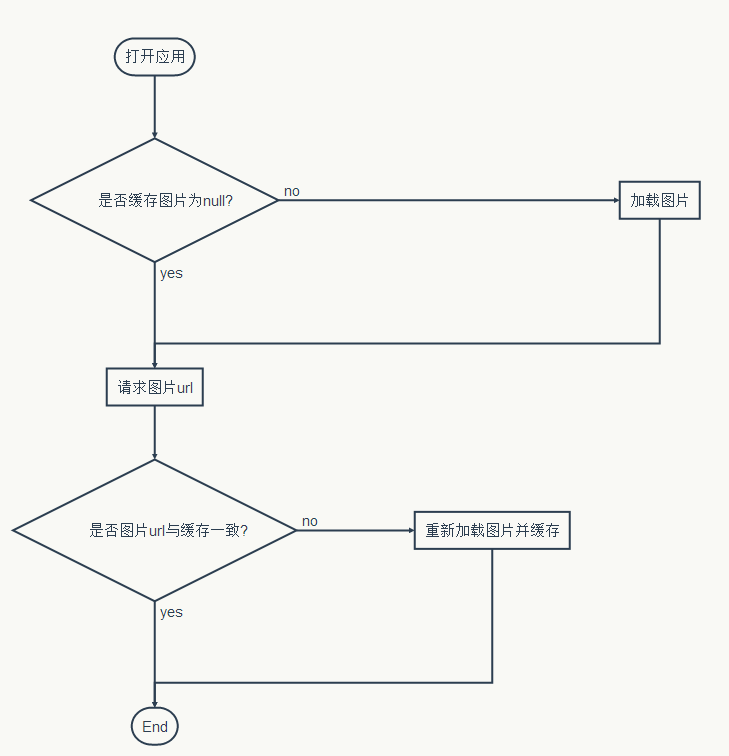 打开应用
是否缓存图片为null?
no
加载图片
yes
请求图片url
是否图片url与缓存一致?
no
重新加载图片并缓存
yes
End